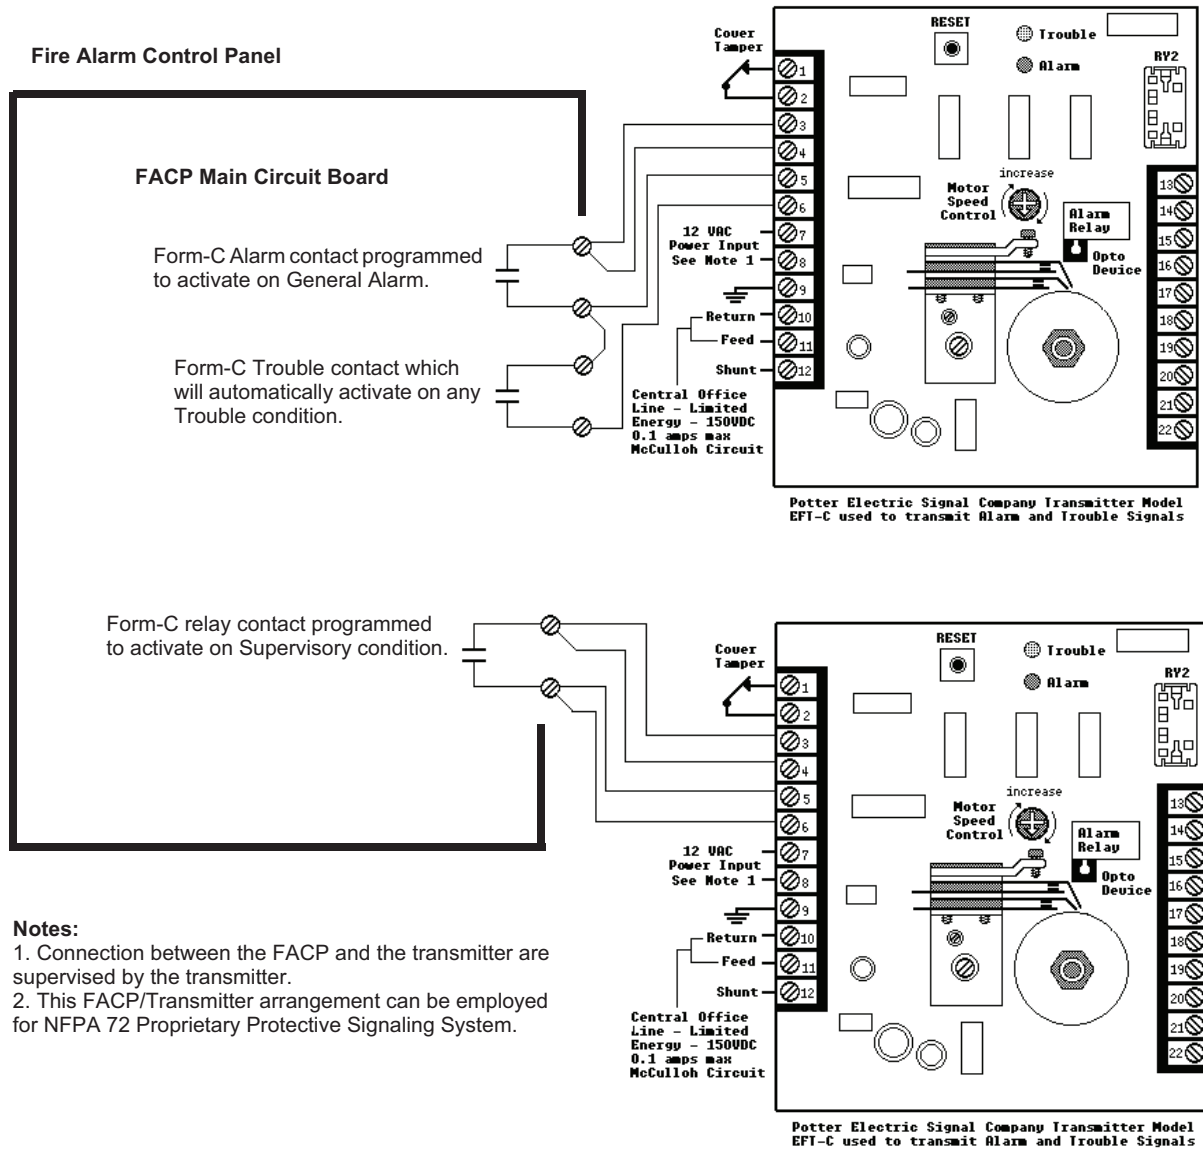 Fire Alarm Control Panel
FACP Main Circuit Board
Form-C Alarm contact programmed
to activate on General Alarm.
Form-C Trouble contact which
will automatically activate on any
Trouble condition.
Cover
Tamper
RESET
Trouble
Alarm
RY2
1
2
3
4
5
6
7
8
9
10
11
12
12 VAC
Power Input
See Note 1
Return
Feed
Shunt
Central Office
Line - Limited
Energy - 150VDC
0.1 amps max
McCulloh Circuit
increase
Motor
Speed
Control
Alarm
Relay
Opto
Device
13
14
15
16
17
18
19
20
21
22
Potter Electric Signal Company Transmitter Model
EFT-C used to transmit Alarm and Trouble Signals
Form-C relay contact programmed
to activate on Supervisory condition.
Cover
Tamper
RESET
Trouble
Alarm
RY2
1
2
3
4
5
6
7
8
9
10
11
12
12 VAC
Power Input
See Note 1
Return
Feed
Shunt
Central Office
Line - Limited
Energy - 150VDC
0.1 amps max
McCulloh Circuit
increase
Motor
Speed
Control
Alarm
Relay
Opto
Device
13
14
15
16
17
18
19
20
21
22
Potter Electric Signal Company Transmitter Model
EFT-C used to transmit Alarm and Trouble Signals
Notes:
1. Connection between the FACP and the transmitter are
supervised by the transmitter.
2. This FACP/Transmitter arrangement can be employed
for NFPA 72 Proprietary Protective Signaling System.